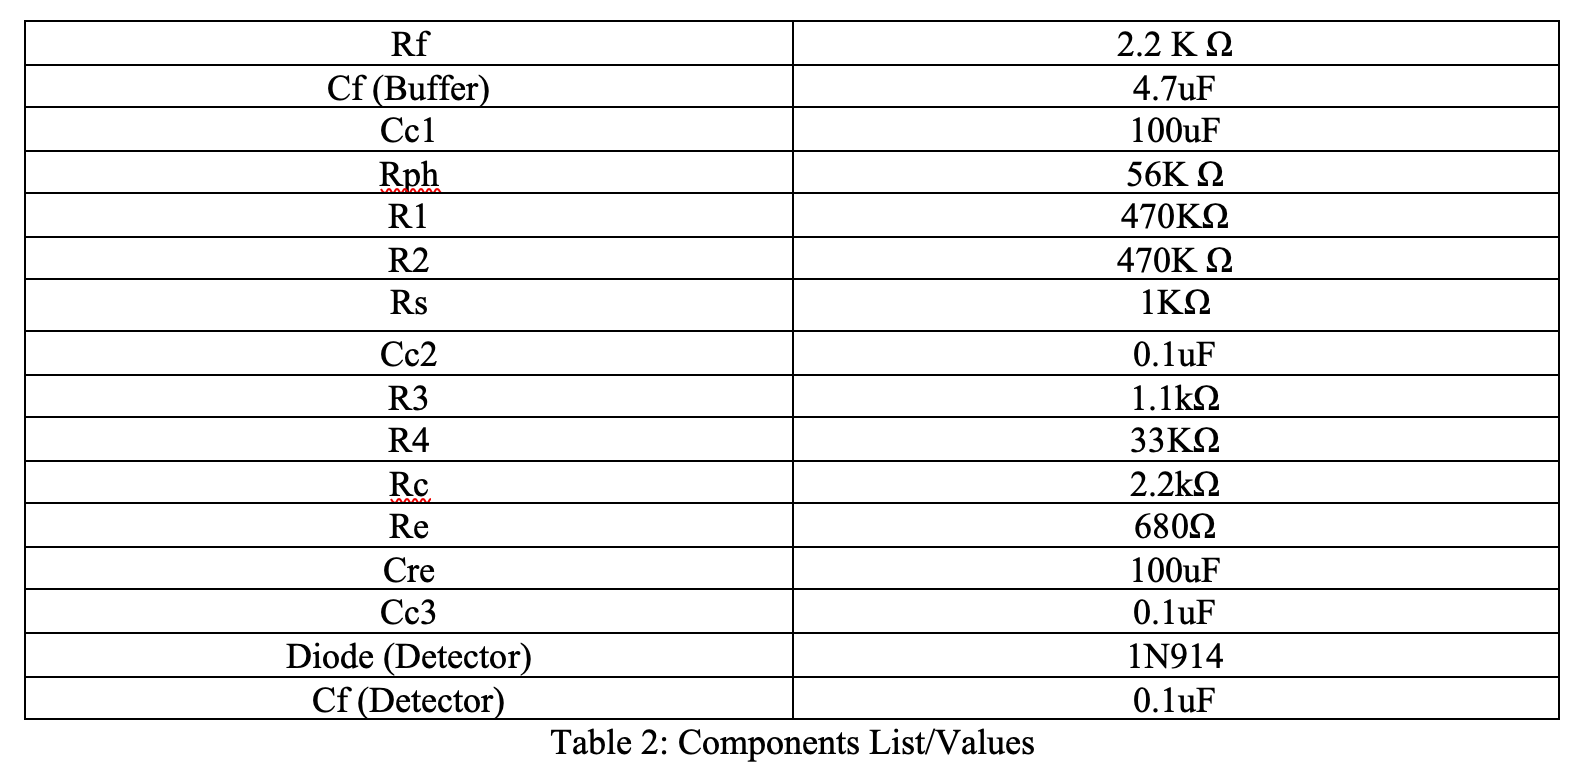 Rf 2.2 K Ω
Cf (Buffer) 4.7uF
Cc1 100uF
Rph 56K Ω
R1 470KΩ
R2 470K Ω
Rs 1KΩ
Cc2 0.1uF
R3 1.1kΩ
R4 33KΩ
Rc 2.2kΩ
Re 680Ω
Cre 100uF
Cc3 0.1uF
Diode (Detector) 1N914
Cf (Detector) 0.1uF
Table 2: Components List/Values